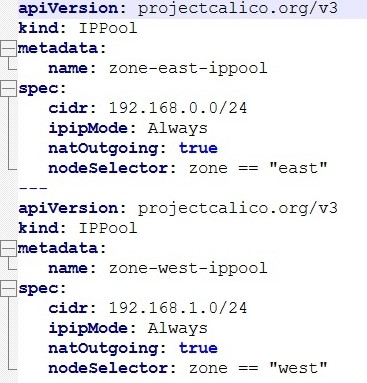 apiVersion: projectcalico.org/v3
kind: IPPool
metadata:
   name: zone-east-ippool
spec:
   cidr: 192.168.0.0/24
   ipipMode: Always
   natOutgoing: true
   nodeSelector: zone == "east"
---
apiVersion: projectcalico.org/v3
kind: IPPool
metadata:
   name: zone-west-ippool
spec:
   cidr: 192.168.1.0/24
   ipipMode: Always
   natOutgoing: true
   nodeSelector: zone == "west"